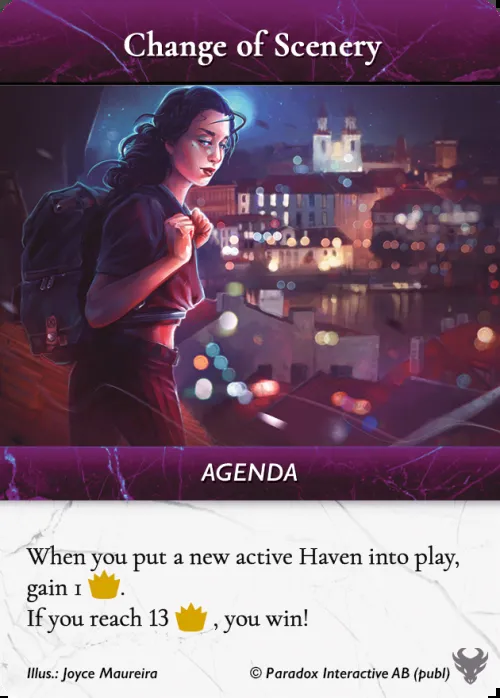 Change of Scenery
AGENDA
When you put a new active Haven into play,
gain 1 .
If you reach 13 , you win!
Illus.: Joyce Maureira © Paradox Interactive AB (publ)